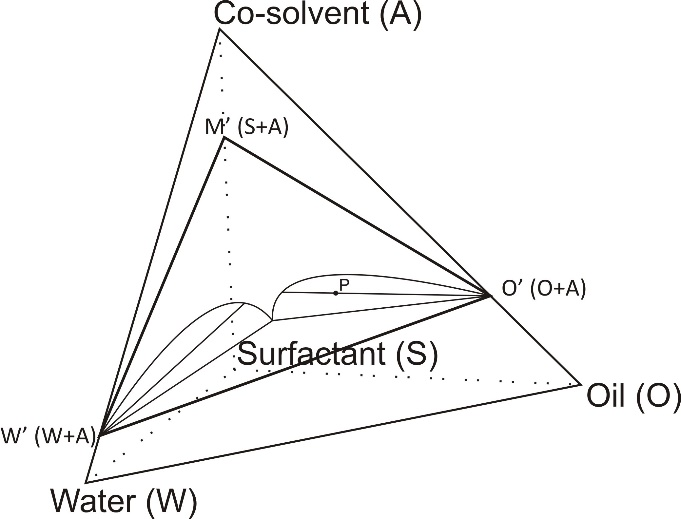 Co-solvent (A)
M’ (S+A)
P
O’ (O+A)
Surfactant (S)
Oil (O)
W’ (W+A)
Water (W)